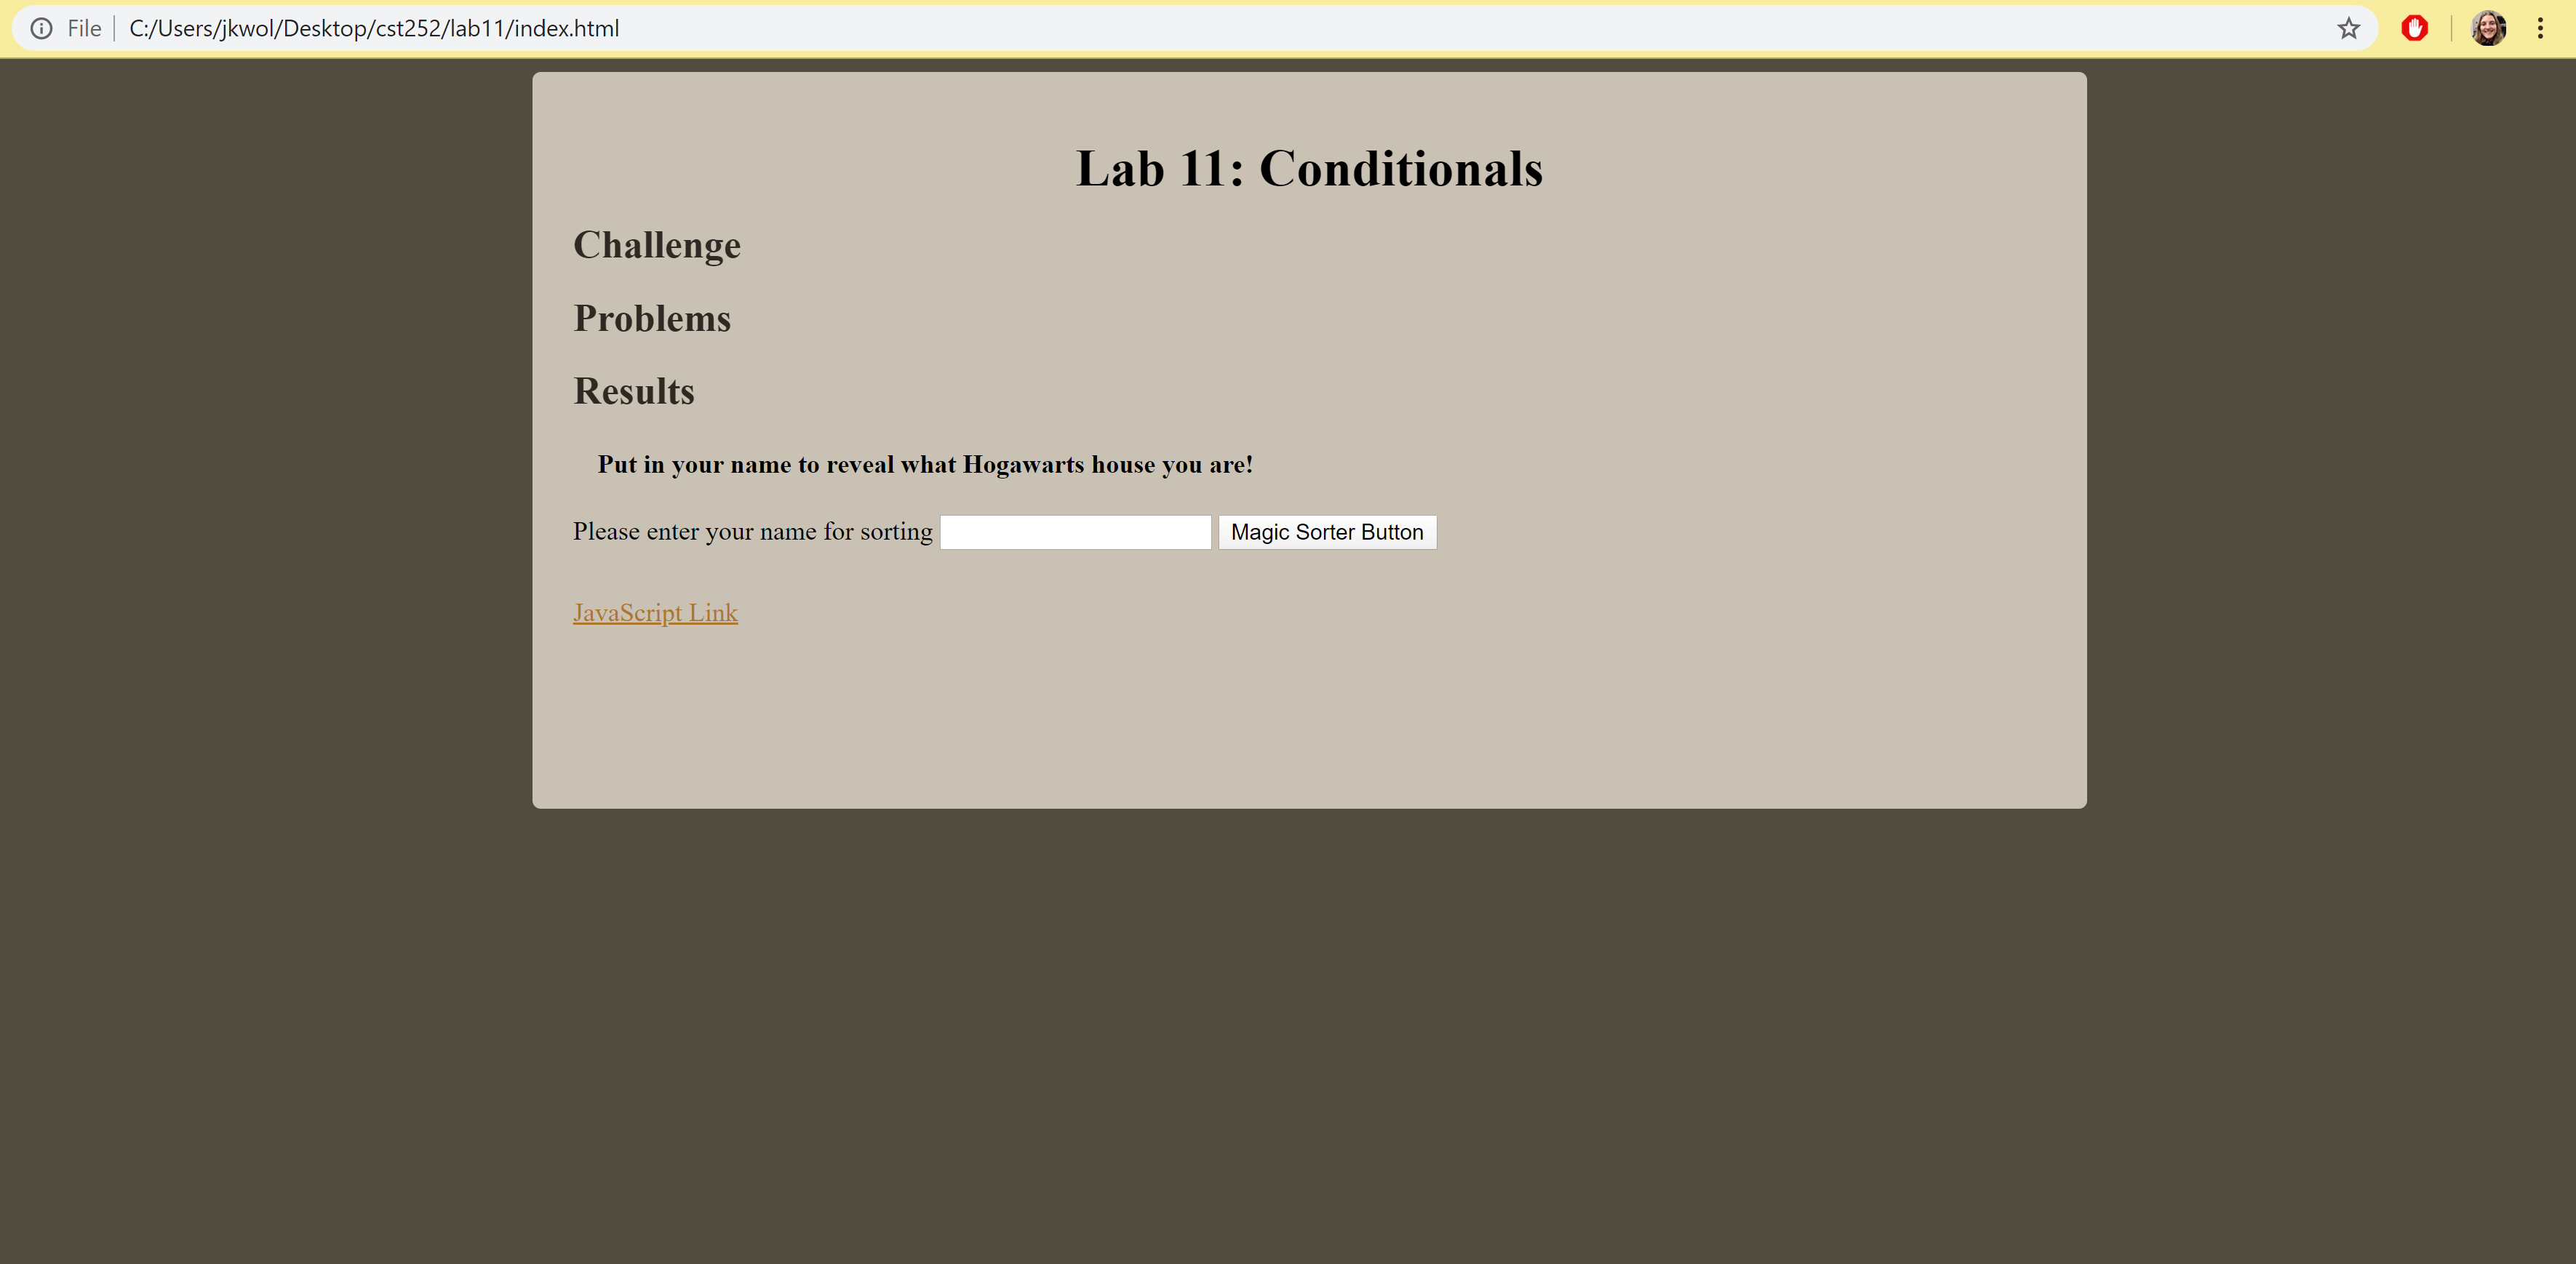 File C:/Users/jkwol/Desktop/cst252/lab11/index.html
Lab 11: Conditionals
Challenge
Problems
Results
Put in your name to reveal what Hogawarts house you are!
Please enter your name for sorting Magic Sorter Button
JavaScript Link